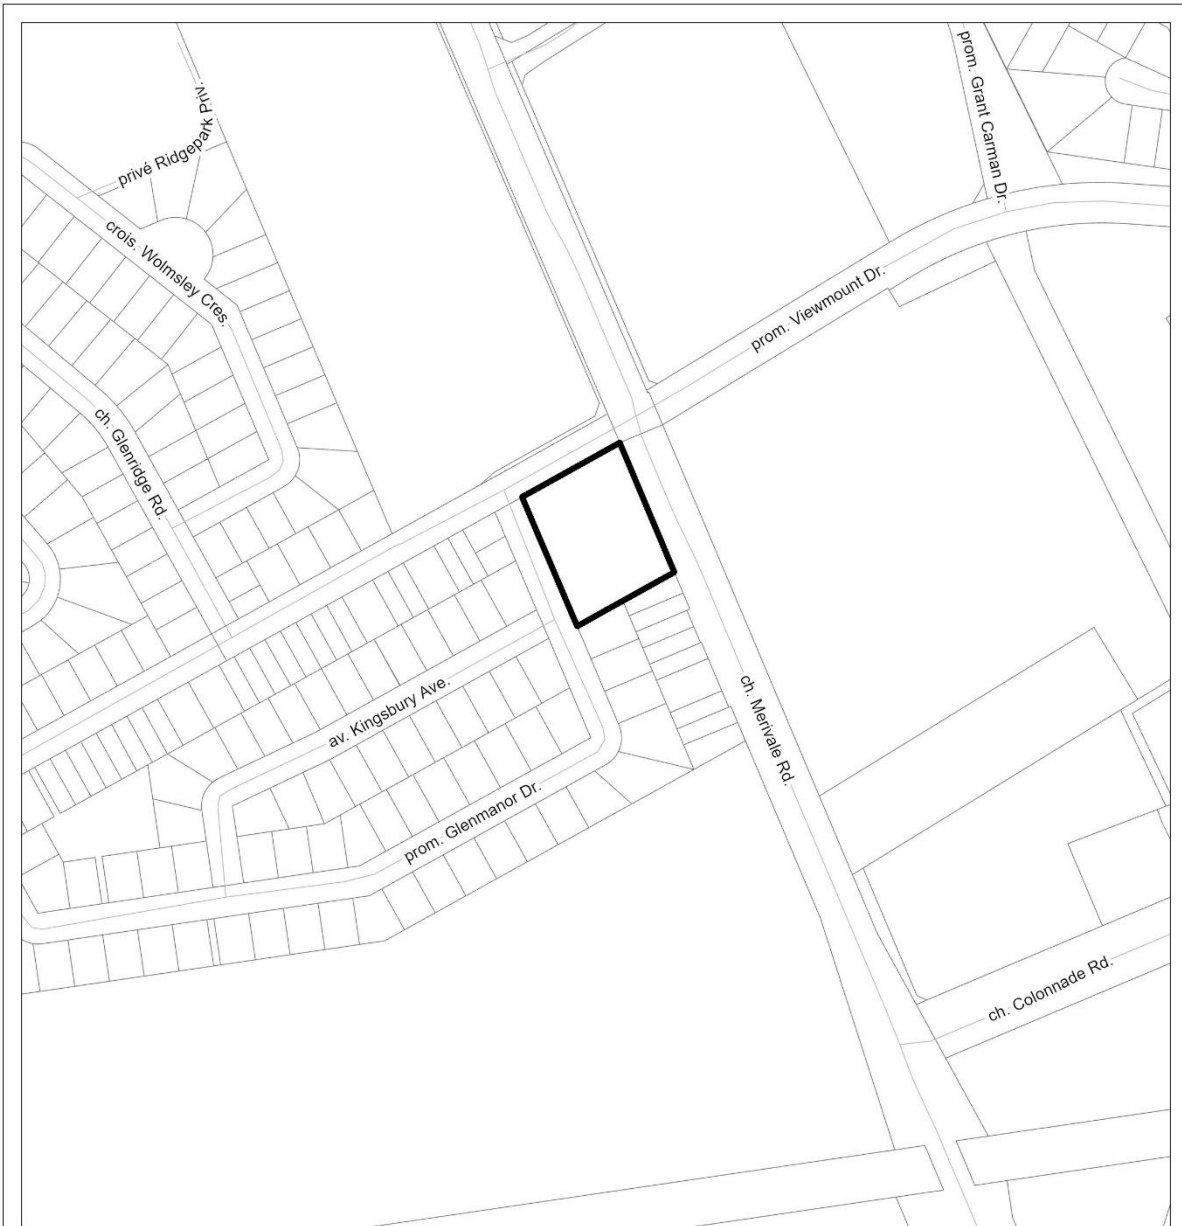 prom. Grant Carman Dr.
privé Ridgepark Priv.
crois. Wolmsley Cres.
prom. Viewmount Dr.
ch. Glenridge Rd.
av. Kingsbury Ave.
ch. Merivale Rd.
prom. Glenmanor Dr.
ch. Colonnade Rd.